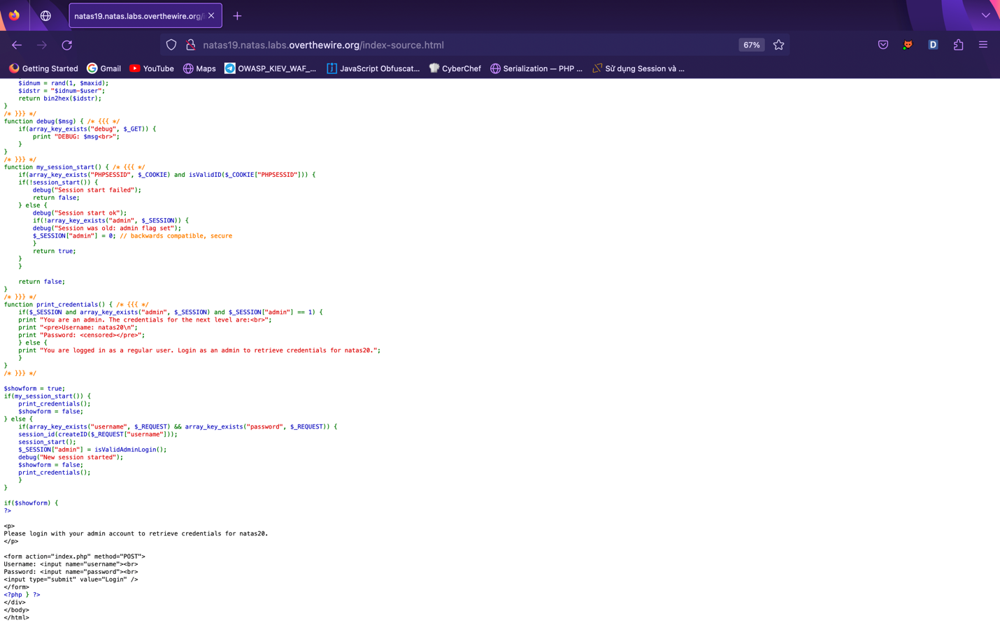 natas19.natas.labs.overthewire.org/i
natas19.natas.labs.overthewire.org/index-source.html
67%
D
Getting Started
Gmail
YouTube
Maps
OWASP_KIEV_WAF_...
JavaScript Obfuscat...
CyberChef
Serialization — PHP ...
Sử dụng Session và ...
    $idnum = rand(1, $maxid);
    $idstr = "$idnum-$user";
    return bin2hex($idstr);
}
/* }}} */
function debug($msg) { /* {{{ */
    if(array_key_exists("debug", $_GET)) {
        print "DEBUG: $msg<br>";
    }
}
/* }}} */
function my_session_start() { /* {{{ */
    if(array_key_exists("PHPSESSID", $_COOKIE) and isValidID($_COOKIE["PHPSESSID"])) {
    if(!session_start()) {
        debug("Session start failed");
        return false;
    } else {
        debug("Session start ok");
        if(!array_key_exists("admin", $_SESSION)) {
        debug("Session was old: admin flag set");
        $_SESSION["admin"] = 0; // backwards compatible, secure
        }
        return true;
    }
    }

    return false;
}
/* }}} */
function print_credentials() { /* {{{ */
    if($_SESSION and array_key_exists("admin", $_SESSION) and $_SESSION["admin"] == 1) {
    print "You are an admin. The credentials for the next level are:<br>";
    print "<pre>Username: natas20\n";
    print "Password: <censored></pre>";
    } else {
    print "You are logged in as a regular user. Login as an admin to retrieve credentials for natas20.";
    }
}
/* }}} */

$showform = true;
if(my_session_start()) {
    print_credentials();
    $showform = false;
} else {
    if(array_key_exists("username", $_REQUEST) && array_key_exists("password", $_REQUEST)) {
    session_id(createID($_REQUEST["username"]));
    session_start();
    $_SESSION["admin"] = isValidAdminLogin();
    debug("New session started");
    $showform = false;
    print_credentials();
    }
}

if($showform) {
?>

<p>
Please login with your admin account to retrieve credentials for natas20.
</p>

<form action="index.php" method="POST">
Username: <input name="username"><br>
Password: <input name="password"><br>
<input type="submit" value="Login" />
</form>
<?php } ?>
</div>
</body>
</html>